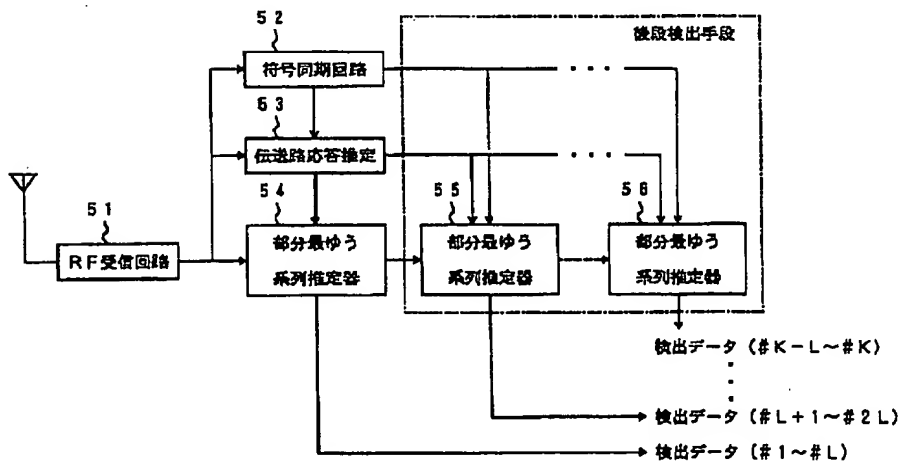 52
後段検出手段
符号同期回路
・・・
53
伝送路応答推定
・・・
54
55
56
51
部分最ゆう
系列推定器
部分最ゆう
系列推定器
部分最ゆう
系列推定器
RF受信回路
検出データ (#K-L~#K)
・
・
・
検出データ (#L+1~#2L)
検出データ (#1~#L)